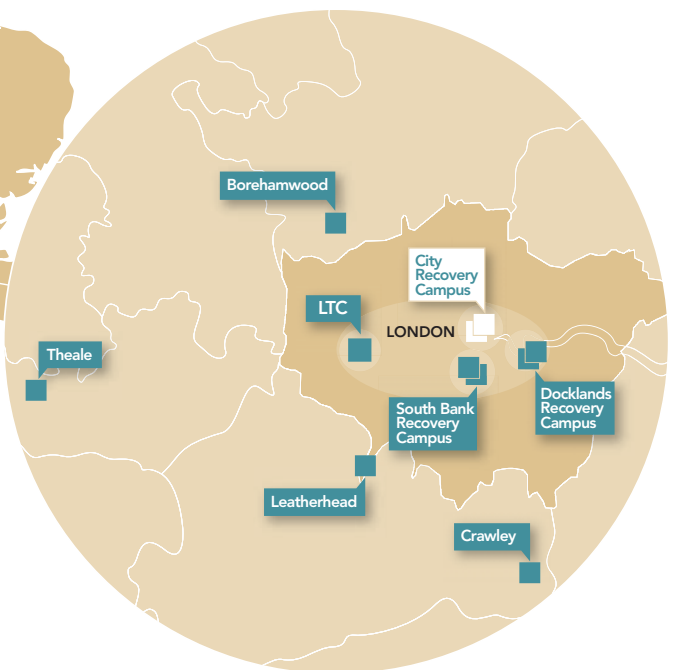 Borehamwood
City
Recovery
Campus
LTC
LONDON
Theale
South Bank
Recovery
Campus
Docklands
Recovery
Campus
Leatherhead
Crawley